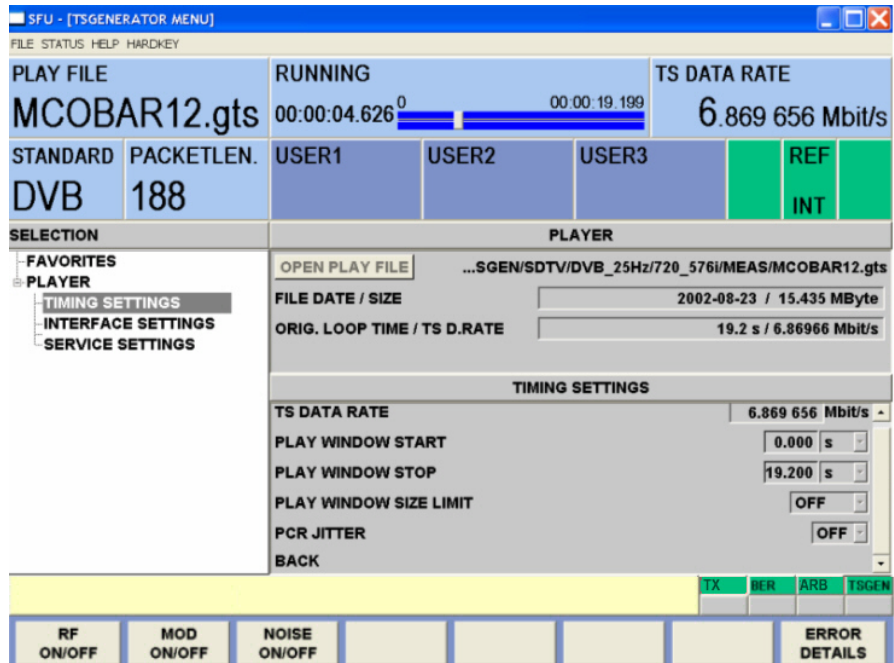 SFU - [TSGENERATOR MENU]
FILE STATUS HELP HARDKEY
PLAY FILE
MCOBAR12.gts
RUNNING
00:00:04.626
0
00:00:19.199
TS DATA RATE
6.869 656 Mbit/s
STANDARD
DVB
PACKETLEN.
188
USER1
USER2
USER3
REF
INT
SELECTION
FAVORITES
PLAYER
TIMING SETTINGS
INTERFACE SETTINGS
SERVICE SETTINGS
PLAYER
OPEN PLAY FILE
...SGEN/SDTV/DVB_25Hz/720_576i/MEAS/MCOBAR12.gts
FILE DATE / SIZE
2002-08-23 / 15.435 MByte
ORIG. LOOP TIME / TS D.RATE
19.2 s / 6.86966 Mbit/s
TIMING SETTINGS
TS DATA RATE
6.869 656 Mbit/s
PLAY WINDOW START
0.000 s
PLAY WINDOW STOP
19.200 s
PLAY WINDOW SIZE LIMIT
OFF
PCR JITTER
OFF
BACK
TX
BER
ARB
TSGEN
RF
ON/OFF
MOD
ON/OFF
NOISE
ON/OFF
ERROR
DETAILS